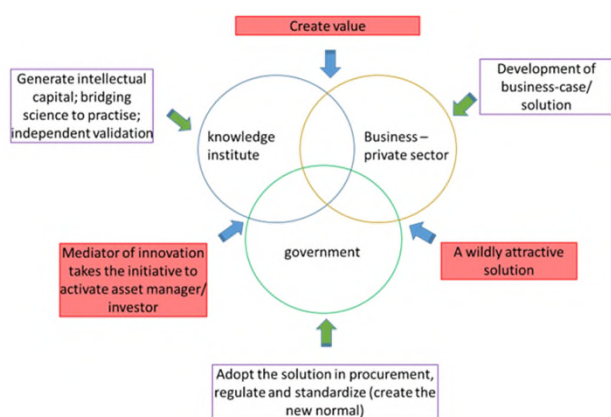 Create value
Generate intellectual
capital; bridging
science to practise;
independent validation
Development of
business-case/
solution
knowledge
institute
Business –
private sector
Mediator of innovation
takes the initiative to
activate asset manager/
investor
government
A wildly attractive
solution
Adopt the solution in procurement,
regulate and standardize (create the
new normal)